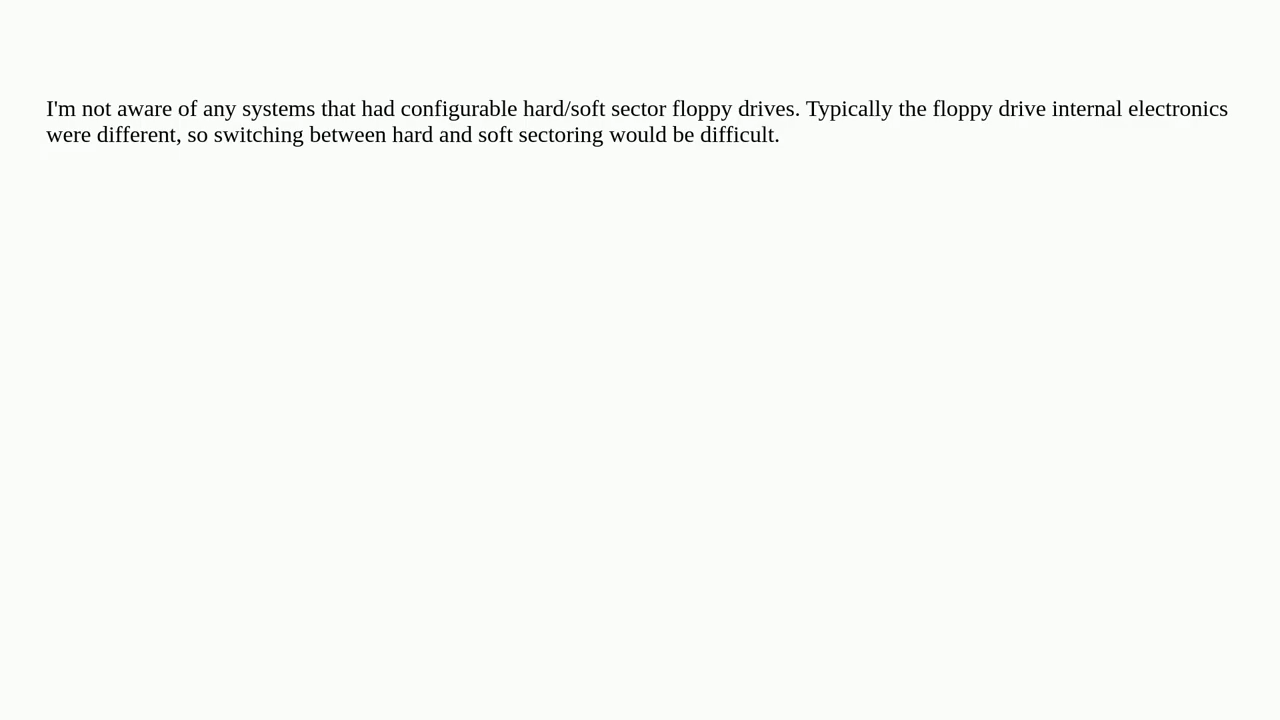 I'm not aware of any systems that had configurable hard/soft sector floppy drives. Typically the floppy drive internal electronics
were different, so switching between hard and soft sectoring would be difficult.